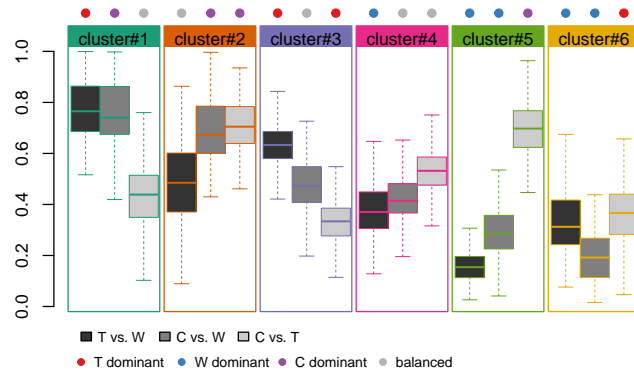 cluster#1 cluster#2 cluster#3 cluster#4 cluster#5 cluster#6
1.0
0.8
0.6
0.4
0.2
0.0
T vs. W C vs. W C vs. T
T dominant W dominant C dominant balanced